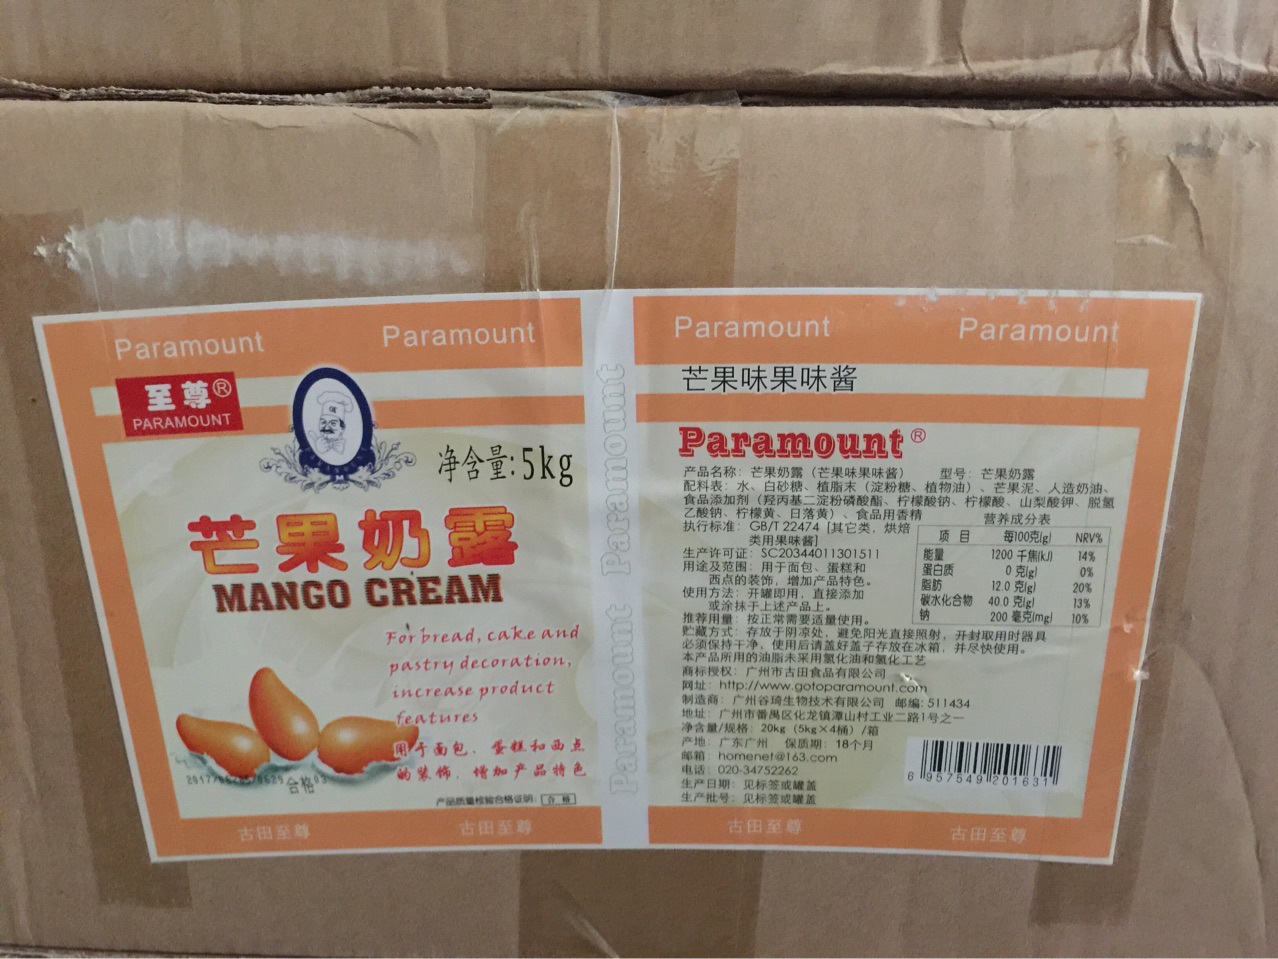 Paramount
Paramount
至尊®
PARAMOUNT
净含量:5kg
芒果奶露
MANGO CREAM
For bread, cake and
pastry decoration,
increase product
features
用于面包、蛋糕和西点
的装饰，增加产品特色
合格
产品质量检验合格证明: 合格
古田至尊
古田至尊
Paramount
Paramount
Paramount
Paramount
Paramount
芒果味果味酱
Paramount®
产品名称: 芒果奶露（芒果味果味酱） 型号: 芒果奶露
配料表: 水、白砂糖、植脂末（淀粉糖、植物油）、芒果泥、人造奶油、
食品添加剂（羟丙基二淀粉磷酸酯、柠檬酸钠、柠檬酸、山梨酸钾、脱氢
乙酸钠、柠檬黄、日落黄）、食品用香精
执行标准: GB/T 22474 [其它类，烘焙
类用果味酱]
生产许可证: SC20344011301511
用途及范围: 用于面包、蛋糕和
西点的装饰，增加产品特色。
使用方法: 开罐即用，直接添加
或涂抹于上述产品上。
推荐用量: 按正常需要适量使用。
营养成分表
项 目 每100克(g) NRV%
能量 1200 千焦(kJ) 14%
蛋白质 0 克(g) 0%
脂肪 12.0 克(g) 20%
碳水化合物 40.0 克(g) 13%
钠 200 毫克(mg) 10%
贮藏方式: 存放于阴凉处，避免阳光直接照射，开封取用时器具
必须保持干净，使用后请盖好盖子存放在冰箱，并尽快使用。
本产品所用的油脂未采用氢化油和氢化工艺
商标授权: 广州市古田食品有限公司
网址: http://www.gotoparamount.com
制造商: 广州谷琦生物技术有限公司 邮编: 511434
地址: 广州市番禺区化龙镇潭山村工业二路1号之一
净含量/规格: 20kg（5kg×4桶）/箱
产地: 广东广州 保质期: 18个月
邮箱: homenet@163.com
电话: 020-34752262
生产日期: 见标签或罐盖
生产批号: 见标签或罐盖
6 957549 201631
古田至尊
古田至尊